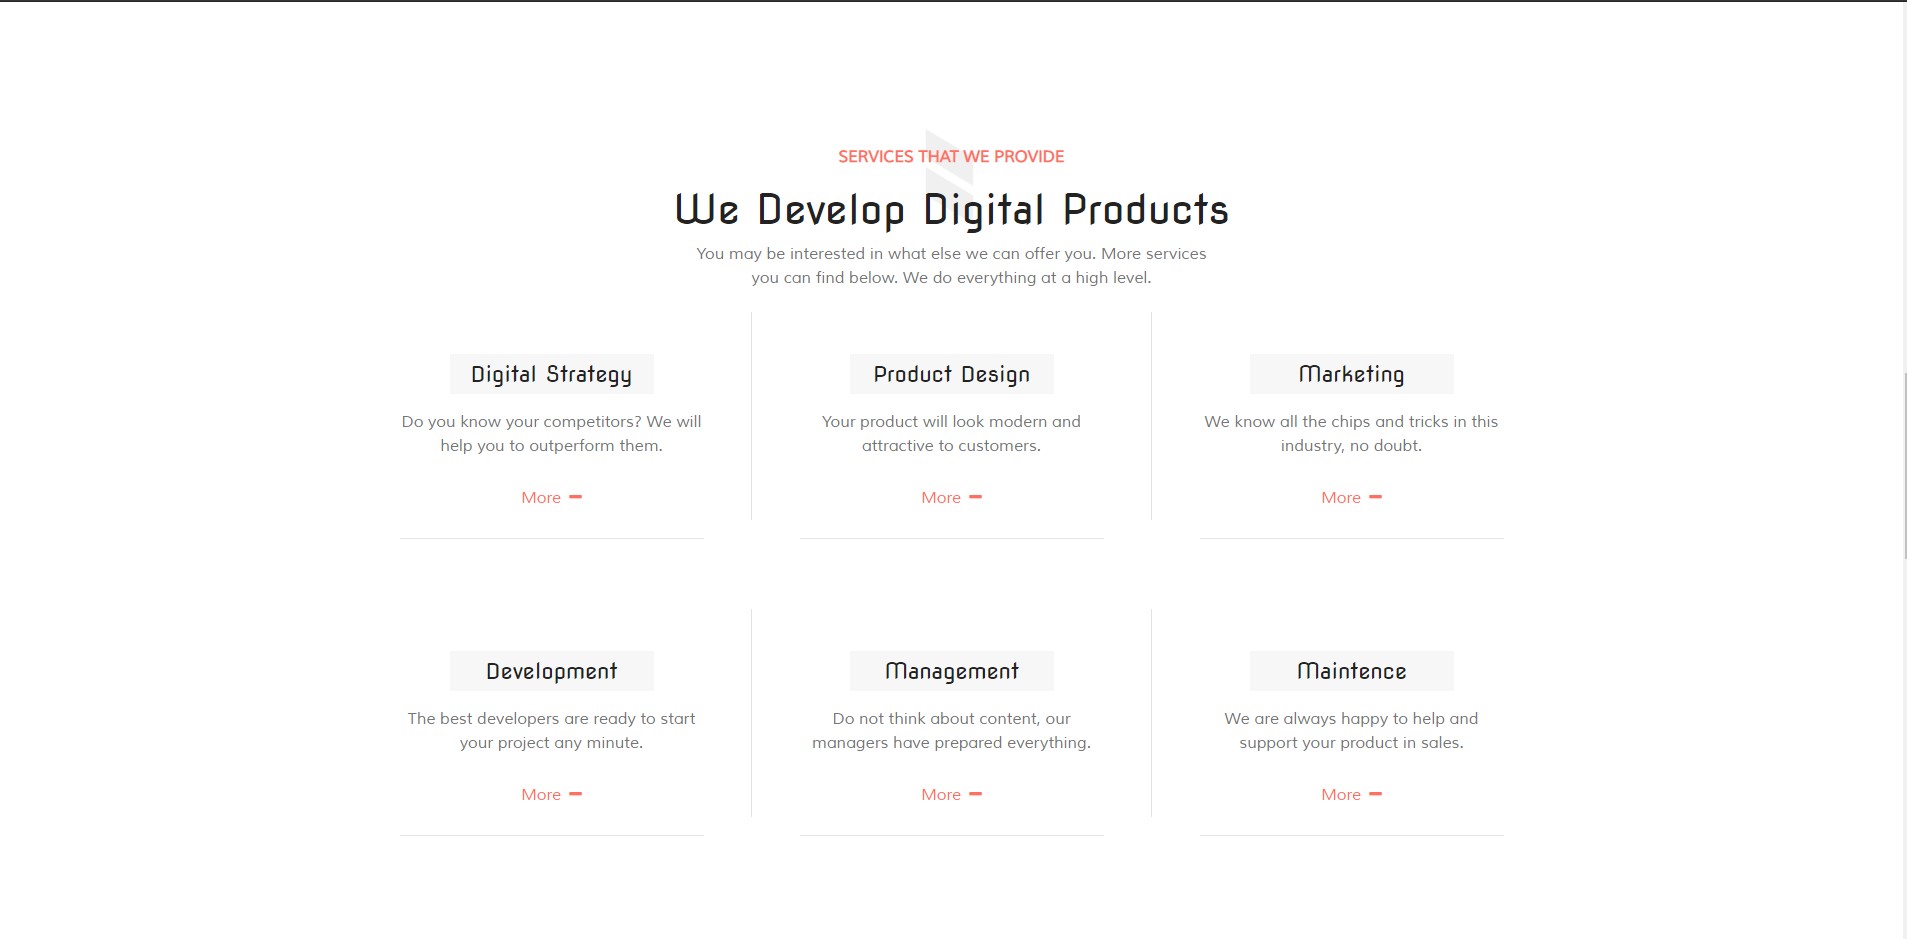 SERVICES THAT WE PROVIDE
We Develop Digital Products
You may be interested in what else we can offer you. More services
you can find below. We do everything at a high level.
Digital Strategy
Do you know your competitors? We will
help you to outperform them.
More
Product Design
Your product will look modern and
attractive to customers.
More
Marketing
We know all the chips and tricks in this
industry, no doubt.
More
Development
The best developers are ready to start
your project any minute.
More
Management
Do not think about content, our
managers have prepared everything.
More
Maintence
We are always happy to help and
support your product in sales.
More